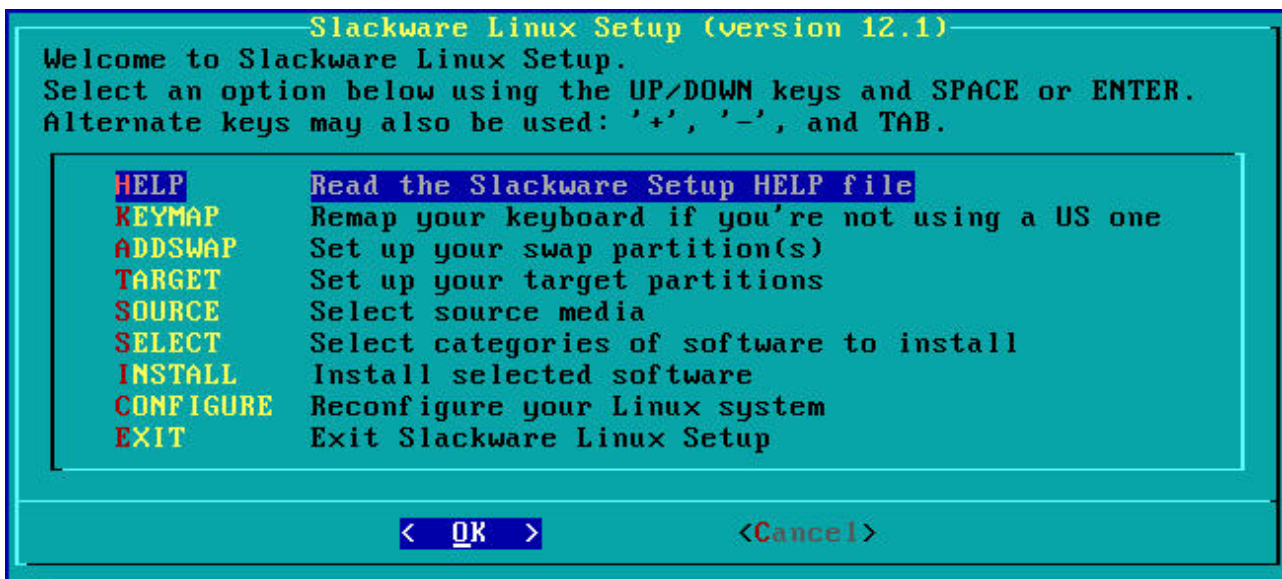 Slackware Linux Setup (version 12.1)
Welcome to Slackware Linux Setup.
Select an option below using the UP/DOWN keys and SPACE or ENTER.
Alternate keys may also be used: '+', '-', and TAB.
HELP Read the Slackware Setup HELP file
KEYMAP Remap your keyboard if you're not using a US one
ADDSWAP Set up your swap partition(s)
TARGET Set up your target partitions
SOURCE Select source media
SELECT Select categories of software to install
INSTALL Install selected software
CONFIGURE Reconfigure your Linux system
EXIT Exit Slackware Linux Setup
< OK > <Cancel>